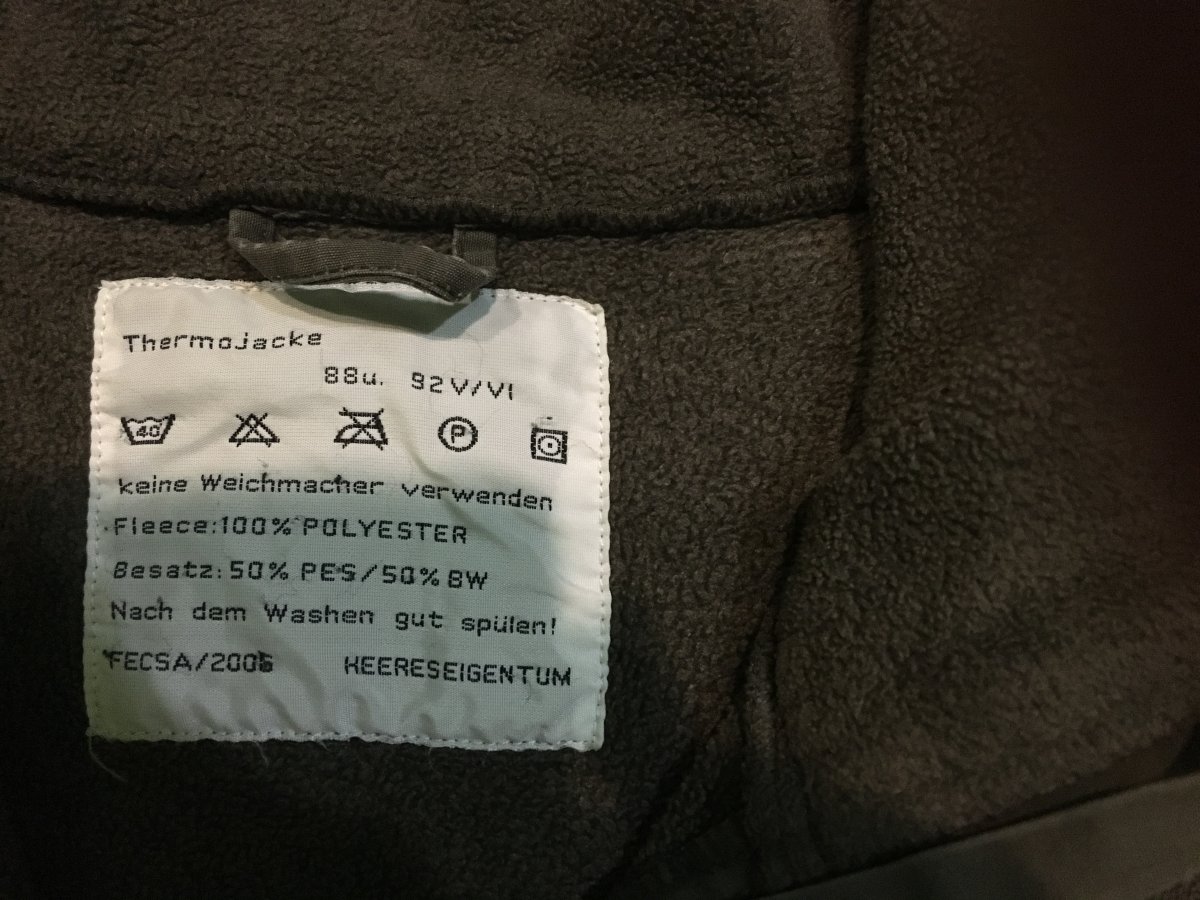 Thermojacke
88u. 92V/VI
40 P
keine Weichmacher verwenden
Fleece:100% POLYESTER
Besatz:50% PES/50% BW
Nach dem Washen gut spülen!
FECSA/2006 HEERESEIGENTUM